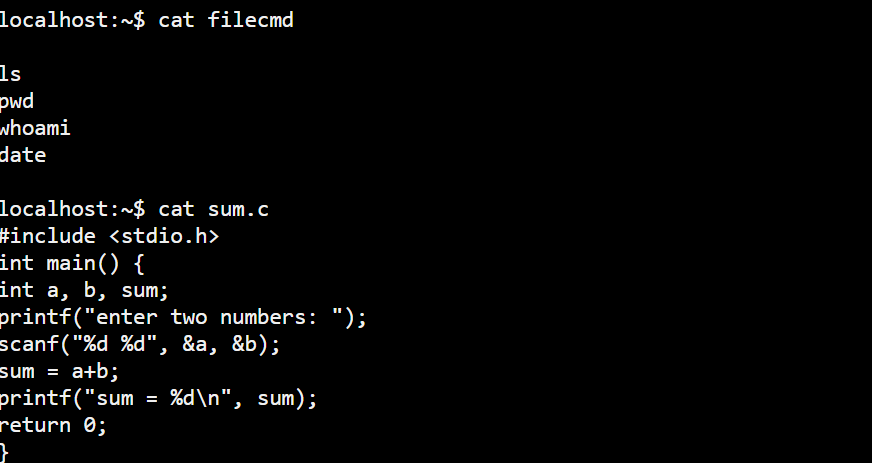 localhost:~$ cat filecmd
ls
pwd
whoami
date
localhost:~$ cat sum.c
#include <stdio.h>
int main() {
int a, b, sum;
printf("enter two numbers: ");
scanf("%d %d", &a, &b);
sum = a+b;
printf("sum = %d\n", sum);
return 0;
}